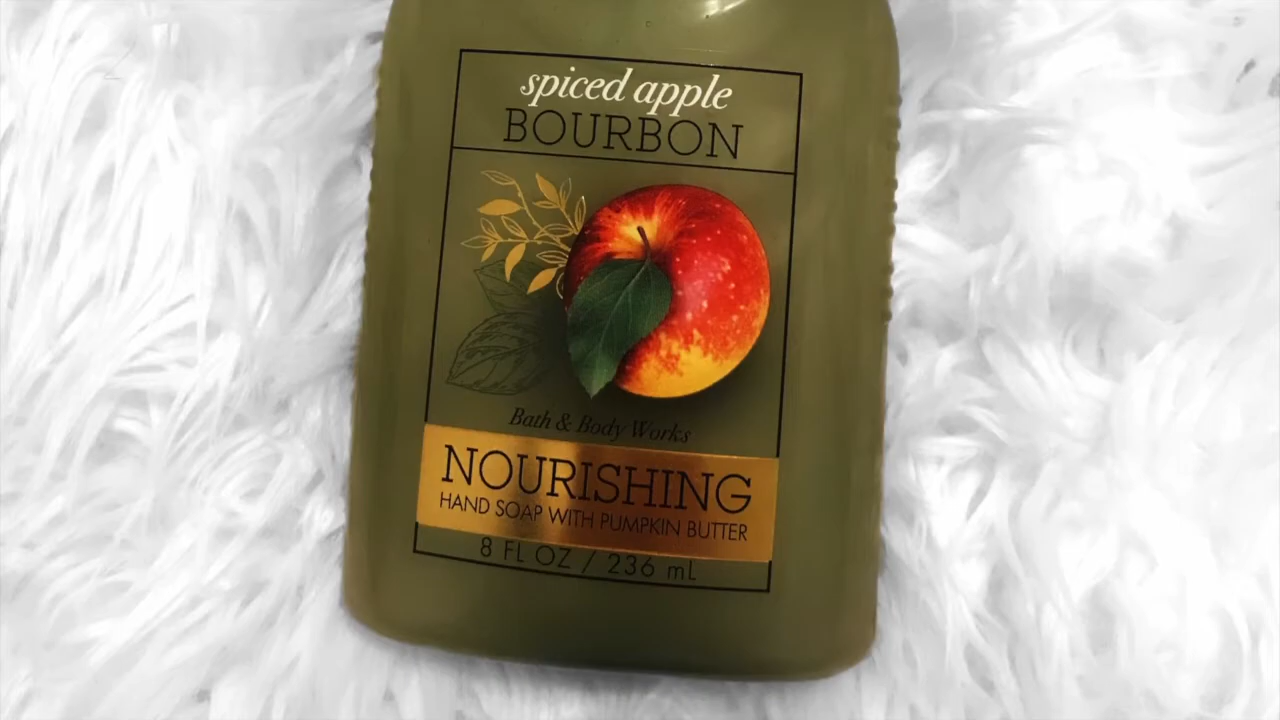 spiced apple
BOURBON
Bath & Body Works
NOURISHING
HAND SOAP WITH PUMPKIN BUTTER
8 FL OZ / 236 mL